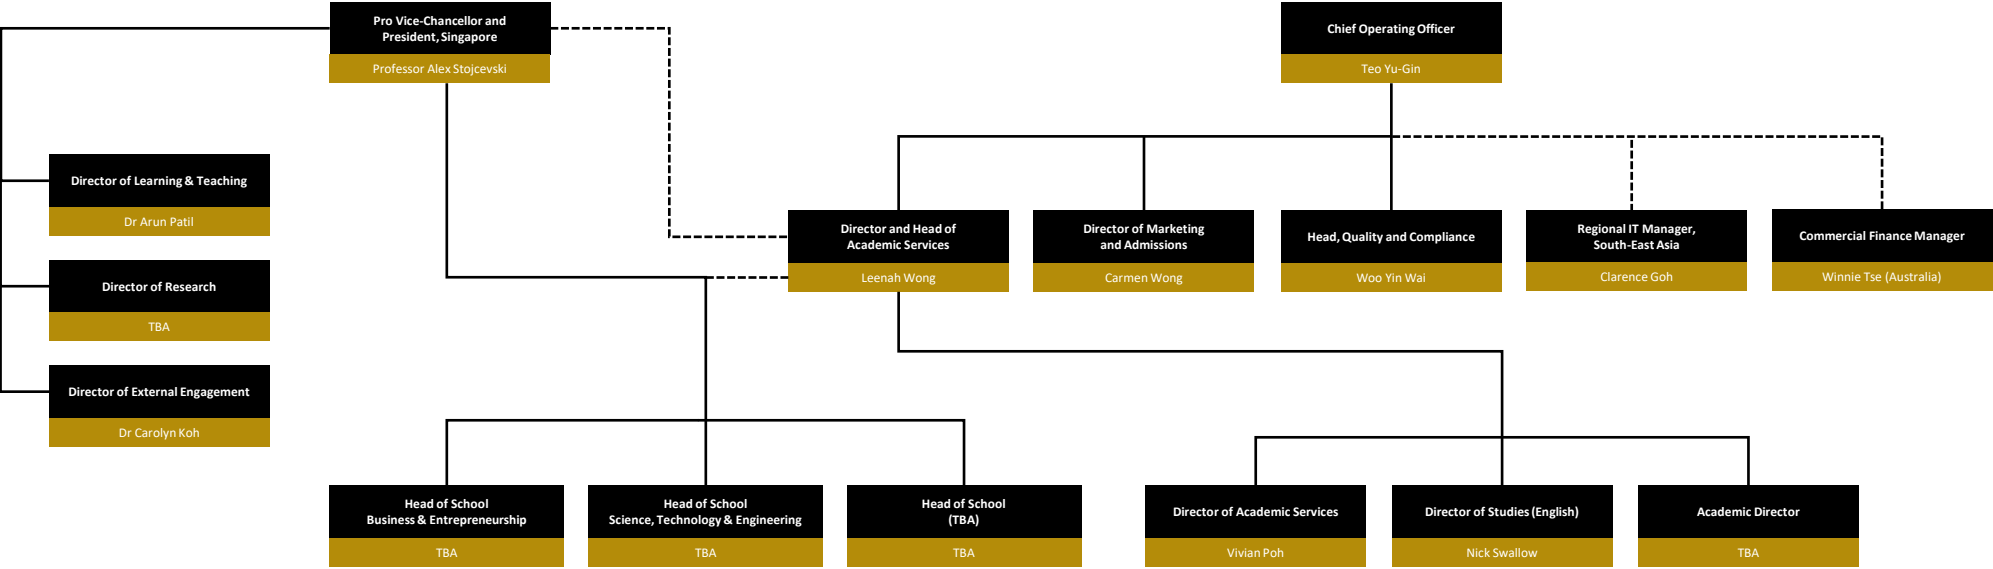 Pro Vice-Chancellor and
President, Singapore
Professor Alex Stojcevski
Chief Operating Officer
Teo Yu-Gin
Director of Learning & Teaching
Dr Arun Patil
Director of Research
TBA
Director of External Engagement
Dr Carolyn Koh
Director and Head of
Academic Services
Leenah Wong
Director of Marketing
and Admissions
Carmen Wong
Head, Quality and Compliance
Woo Yin Wai
Regional IT Manager,
South-East Asia
Clarence Goh
Commercial Finance Manager
Winnie Tse (Australia)
Head of School
Business & Entrepreneurship
TBA
Head of School
Science, Technology & Engineering
TBA
Head of School
(TBA)
TBA
Director of Academic Services
Vivian Poh
Director of Studies (English)
Nick Swallow
Academic Director
TBA